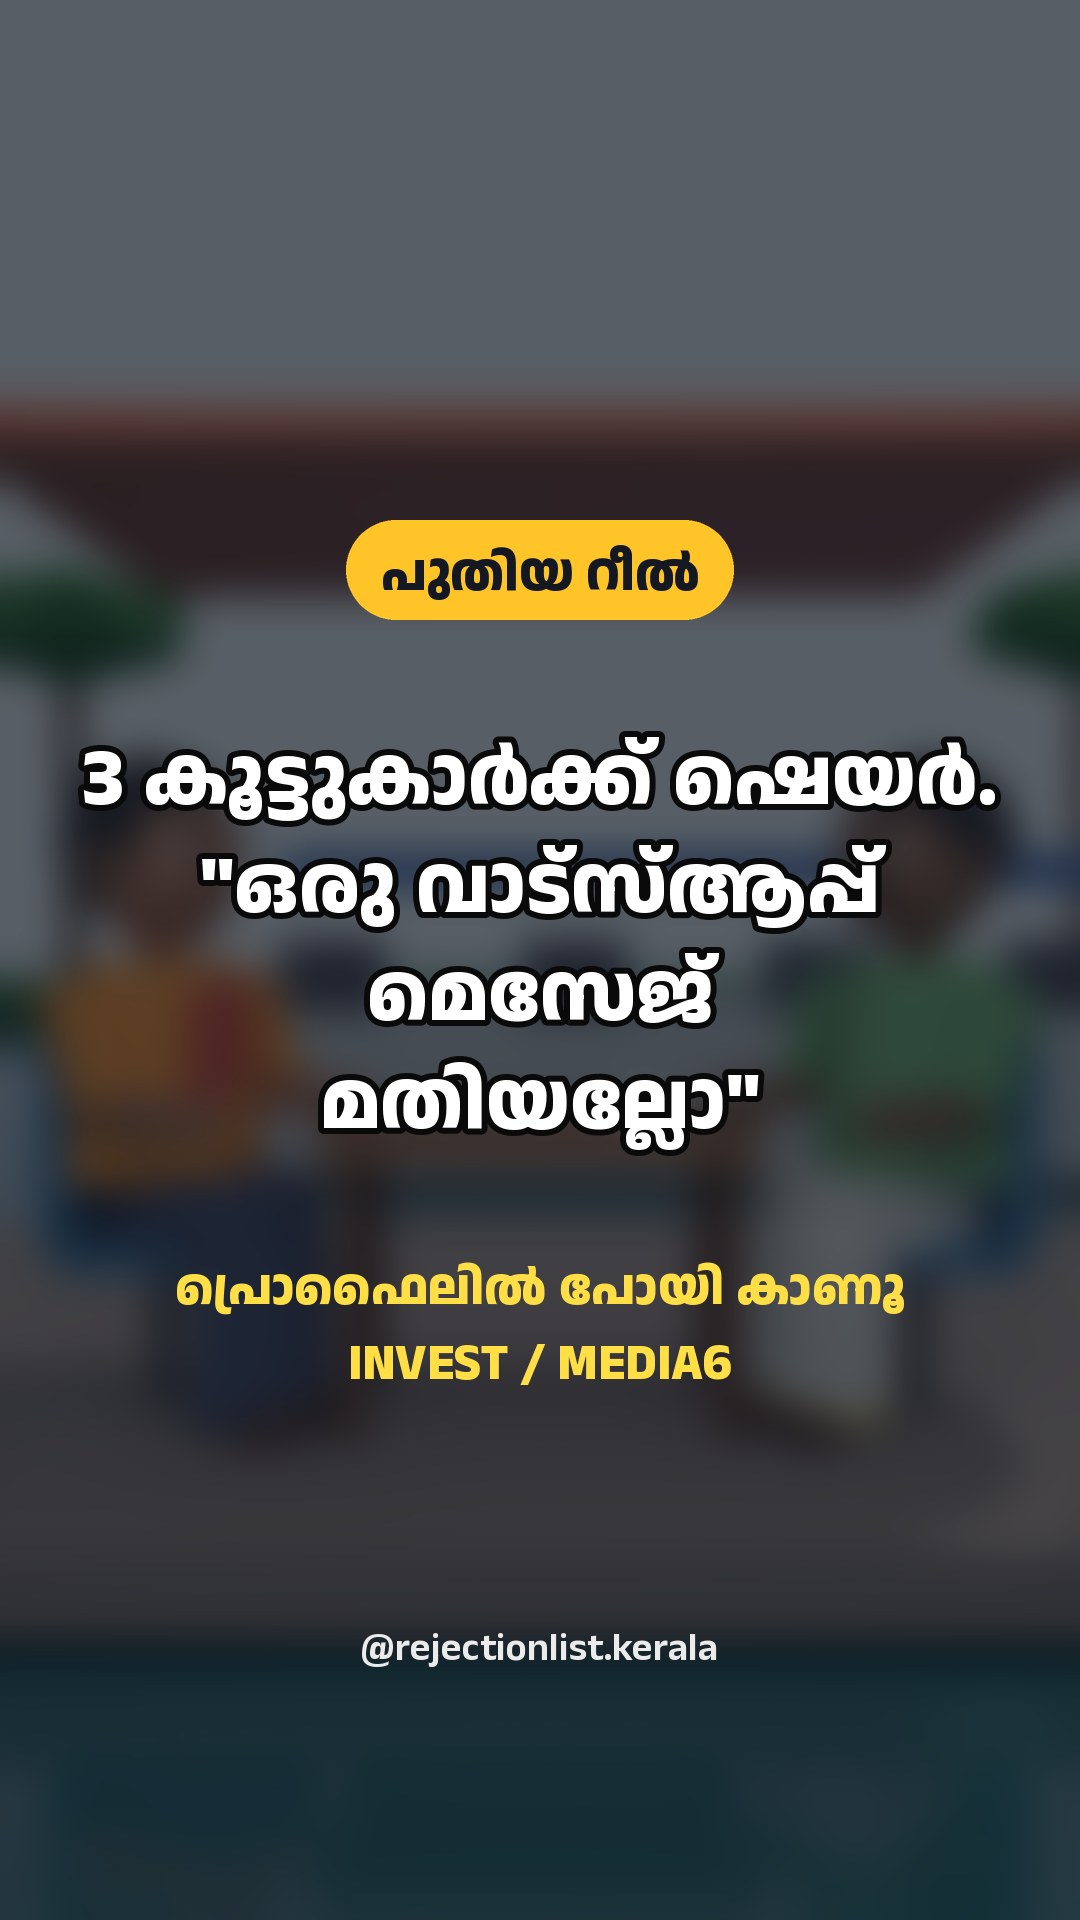 പുതിയ റീൽ
3 കൂട്ടുകാർക്ക് ഷെയർ.
"ഒരു വാട്സ്ആപ്പ്
മെസേജ്
മതിയല്ലോ"
പ്രൊഫൈലിൽ പോയി കാണൂ
INVEST / MEDIA6
@rejectionlist.kerala